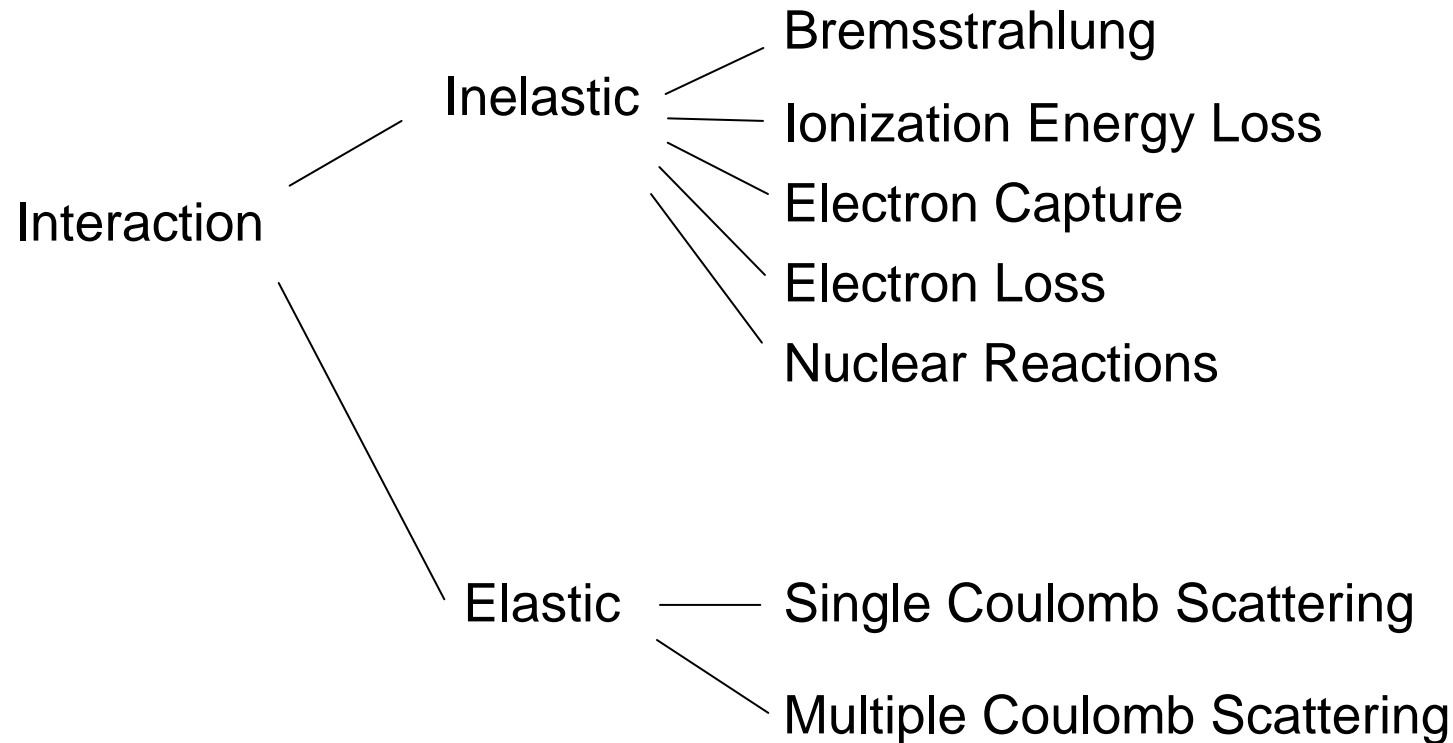 Interaction
Inelastic
Bremsstrahlung
Ionization Energy Loss
Electron Capture
Electron Loss
Nuclear Reactions
Elastic
Single Coulomb Scattering
Multiple Coulomb Scattering